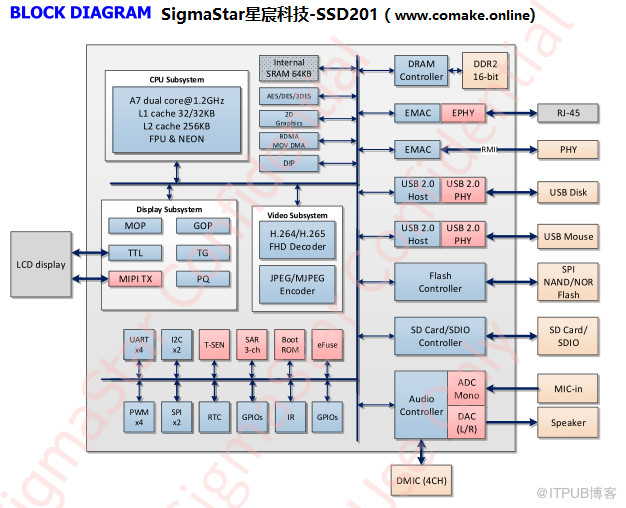 BLOCK DIAGRAM SigmaStar星宸科技-SSD201（www.comake.online)
CPU Subsystem
A7 dual core@1.2GHz
L1 cache 32/32KB
L2 cache 256KB
FPU & NEON
Internal
SRAM 64KB
AES/DES/3DES
2D
Graphics
BDMA
MOV DMA
DIP
DRAM
Controller
DDR2
16-bit
EMAC
EPHY
RJ-45
EMAC
RMII
PHY
USB 2.0
Host
USB 2.0
PHY
USB Disk
USB 2.0
Host
USB 2.0
PHY
USB Mouse
Flash
Controller
SPI
NAND/NOR
Flash
SD Card/SDIO
Controller
SD Card/
SDIO
Audio
Controller
ADC
Mono
DAC
(L/R)
MIC-in
Speaker
DMIC (4CH)
Display Subsystem
MOP
GOP
TTL
TG
MIPI TX
PQ
LCD display
Video Subsystem
H.264/H.265
FHD Decoder
JPEG/MJPEG
Encoder
UART
x4
I2C
x2
T-SEN
SAR
3-ch
Boot
ROM
eFuse
PWM
x4
SPI
x2
RTC
GPIOs
IR
GPIOs
SigmaStar Confidential
Use Only
@ITPUB博客